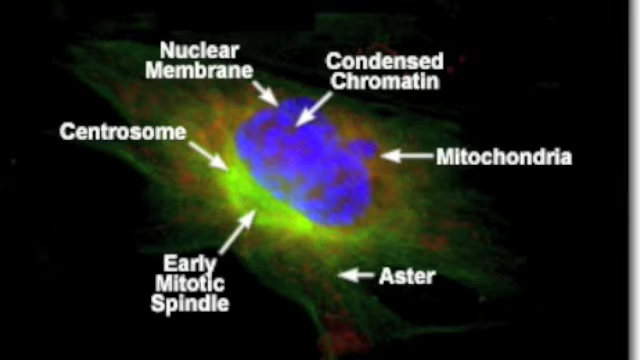 Nuclear
Membrane
Condensed
Chromatin
Centrosome
Mitochondria
Early
Mitotic
Spindle
Aster